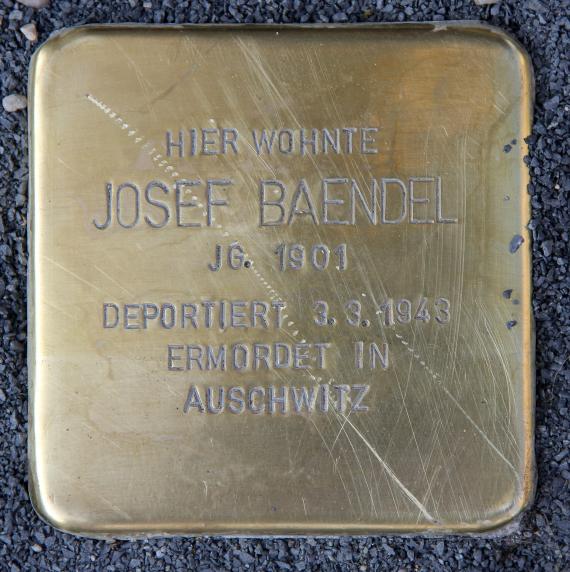 HIER WOHNTE
JOSEF BAENDEL
JG. 1901
DEPORTIERT 3.3.1943
ERMORDET IN
AUSCHWITZ